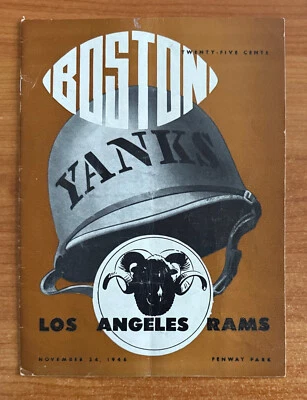 BOSTON
TWENTY-FIVE CENTS
YANKS
LOS ANGELES RAMS
NOVEMBER 24, 1946 FENWAY PARK